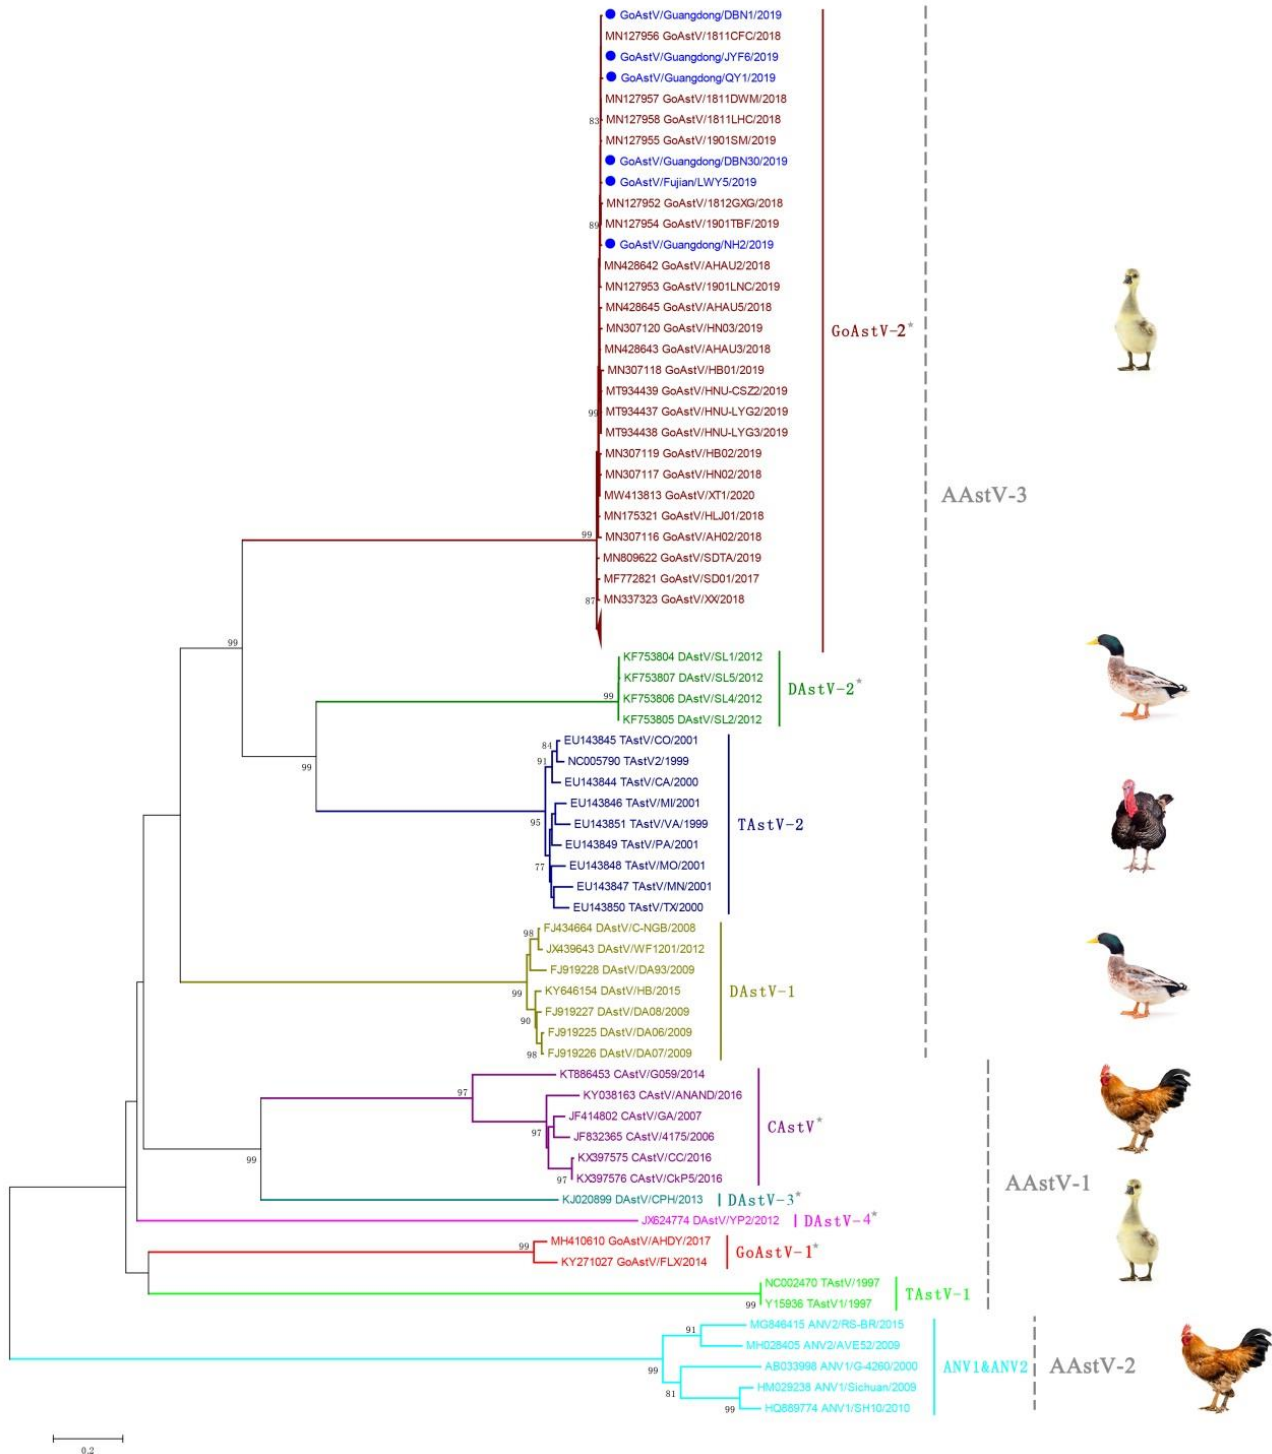 GoAstV/Guangdong/DBN1/2019
MN127956 GoAstV/1811CFC/2018
GoAstV/Guangdong/JYF6/2019
GoAstV/Guangdong/QY1/2019
MN127957 GoAstV/1811DWM/2018
83
MN127958 GoAstV/1811LHC/2018
MN127955 GoAstV/1901SM/2019
GoAstV/Guangdong/DBN30/2019
GoAstV/Fujian/LWY5/2019
MN127952 GoAstV/1812GXG/2018
89
MN127954 GoAstV/1901TBF/2019
GoAstV/Guangdong/NH2/2019
MN428642 GoAstV/AHAU2/2018
MN127953 GoAstV/1901LNC/2019
MN428645 GoAstV/AHAU5/2018
MN307120 GoAstV/HN03/2019
GoAstV-2*
MN428643 GoAstV/AHAU3/2018
MN307118 GoAstV/HB01/2019
MT934439 GoAstV/HNU-CSZ2/2019
99
MT934437 GoAstV/HNU-LYG2/2019
MT934438 GoAstV/HNU-LYG3/2019
MN307119 GoAstV/HB02/2019
MN307117 GoAstV/HN02/2018
MW413813 GoAstV/XT1/2020
AAstV-3
MN175321 GoAstV/HLJ01/2018
99
MN307116 GoAstV/AH02/2018
MN809622 GoAstV/SDTA/2019
MF772821 GoAstV/SD01/2017
87
MN337323 GoAstV/XX/2018
99
KF753804 DAstV/SL1/2012
KF753807 DAstV/SL5/2012
DAstV-2*
99
KF753806 DAstV/SL4/2012
KF753805 DAstV/SL2/2012
84
EU143845 TAstV/CO/2001
91
NC005790 TAstV2/1999
99
EU143844 TAstV/CA/2000
EU143846 TAstV/MI/2001
95
EU143851 TAstV/VA/1999
TAstV-2
EU143849 TAstV/PA/2001
77
EU143848 TAstV/MO/2001
EU143847 TAstV/MN/2001
EU143850 TAstV/TX/2000
98
FJ434664 DAstV/C-NGB/2008
JX439643 DAstV/WF1201/2012
FJ919228 DAstV/DA93/2009
99
KY646154 DAstV/HB/2015
DAstV-1
90
FJ919227 DAstV/DA08/2009
FJ919225 DAstV/DA06/2009
98
FJ919226 DAstV/DA07/2009
KT886453 CAstV/G059/2014
97
KY038163 CAstV/ANAND/2016
JF414802 CAstV/GA/2007
CAstV*
97
JF832365 CAstV/4175/2006
99
KX397575 CAstV/CC/2016
97
KX397576 CAstV/CkP5/2016
AAstV-1
KJ020899 DAstV/CPH/2013
DAstV-3*
JX624774 DAstV/YP2/2012
DAstV-4*
99
MH410610 GoAstV/AHDY/2017
GoAstV-1*
KY271027 GoAstV/FLX/2014
NC002470 TAstV/1997
TAstV-1
99
Y15936 TAstV1/1997
MG846415 ANV2/RS-BR/2015
91
MH028405 ANV2/AVE52/2009
99
AB033998 ANV1/G-4260/2000
ANV1&ANV2
AAstV-2
81
HM029238 ANV1/Sichuan/2009
99
HQ889774 ANV1/SH10/2010
0.2